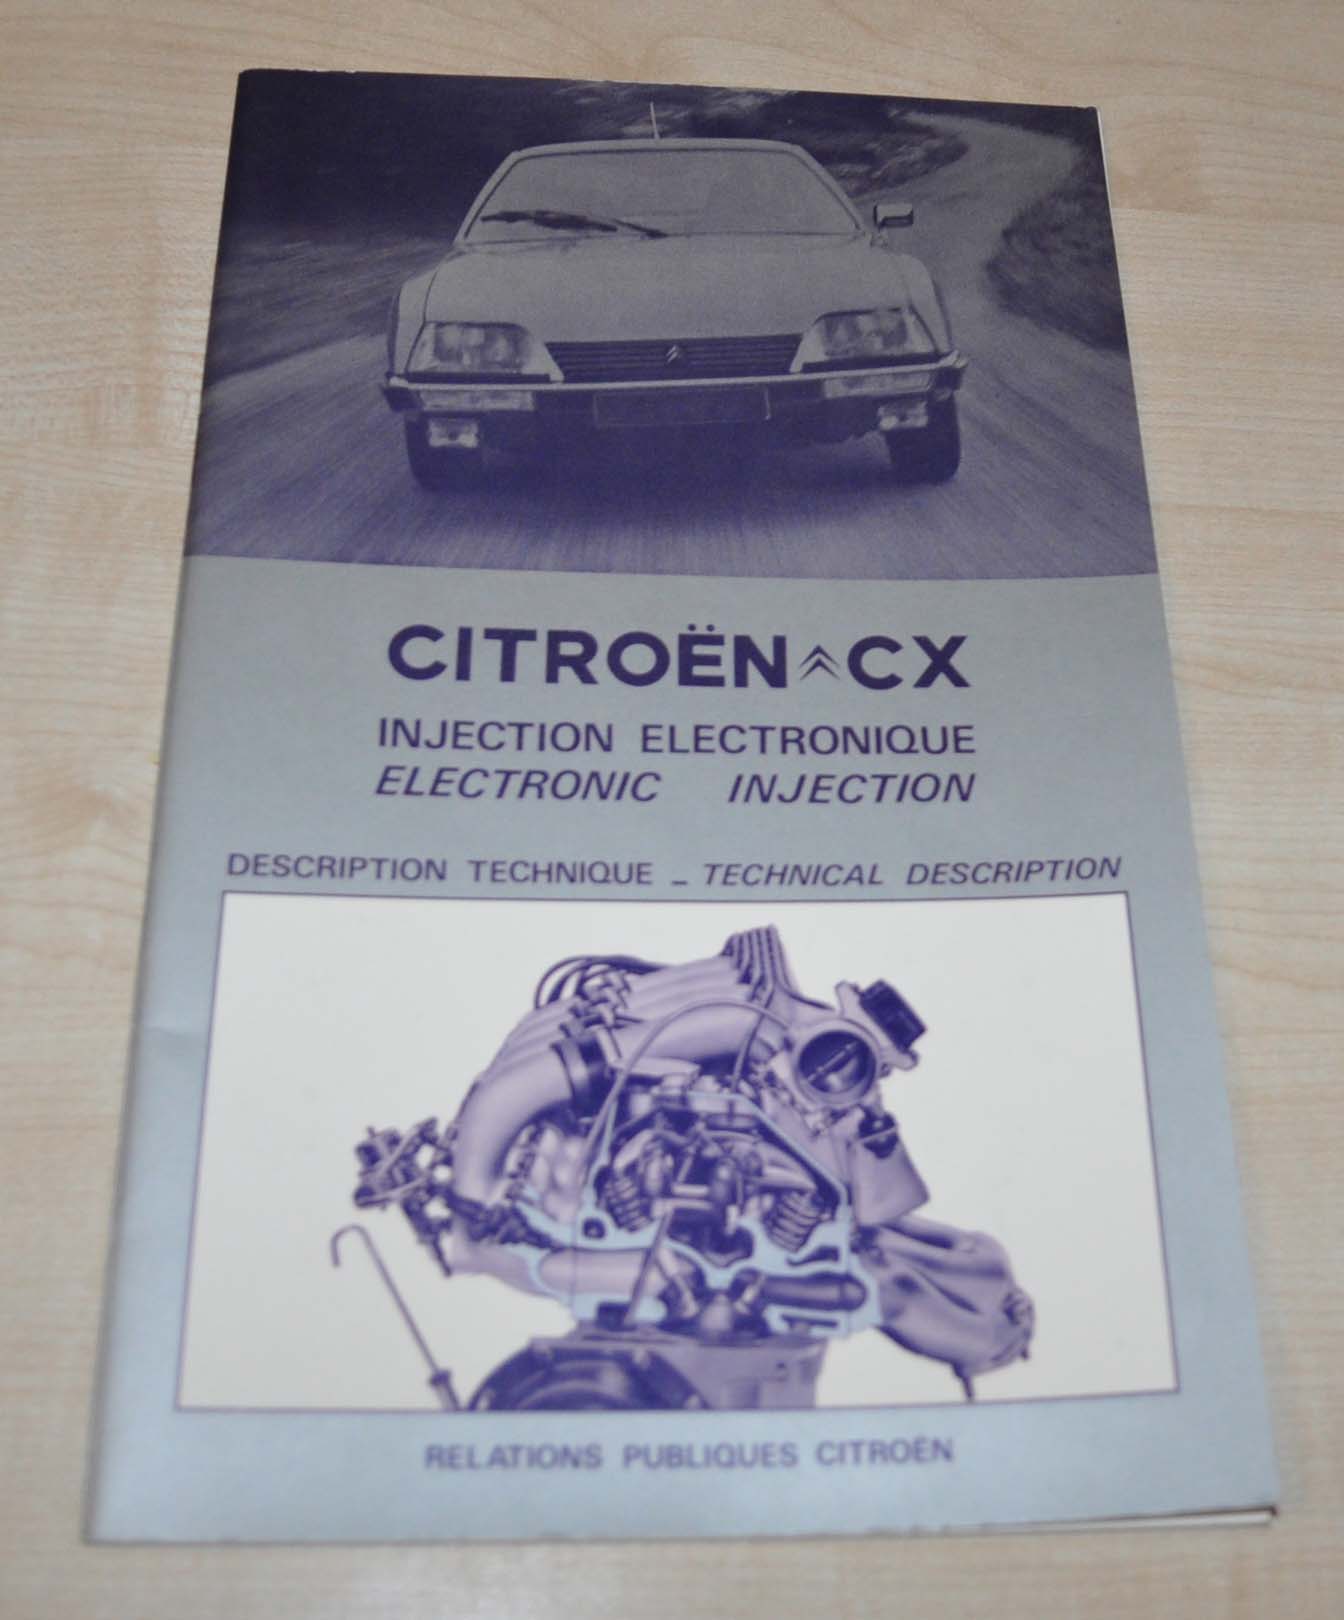 CITROËN CX
INJECTION ELECTRONIQUE
ELECTRONIC INJECTION
DESCRIPTION TECHNIQUE _ TECHNICAL DESCRIPTION
RELATIONS PUBLIQUES CITROËN